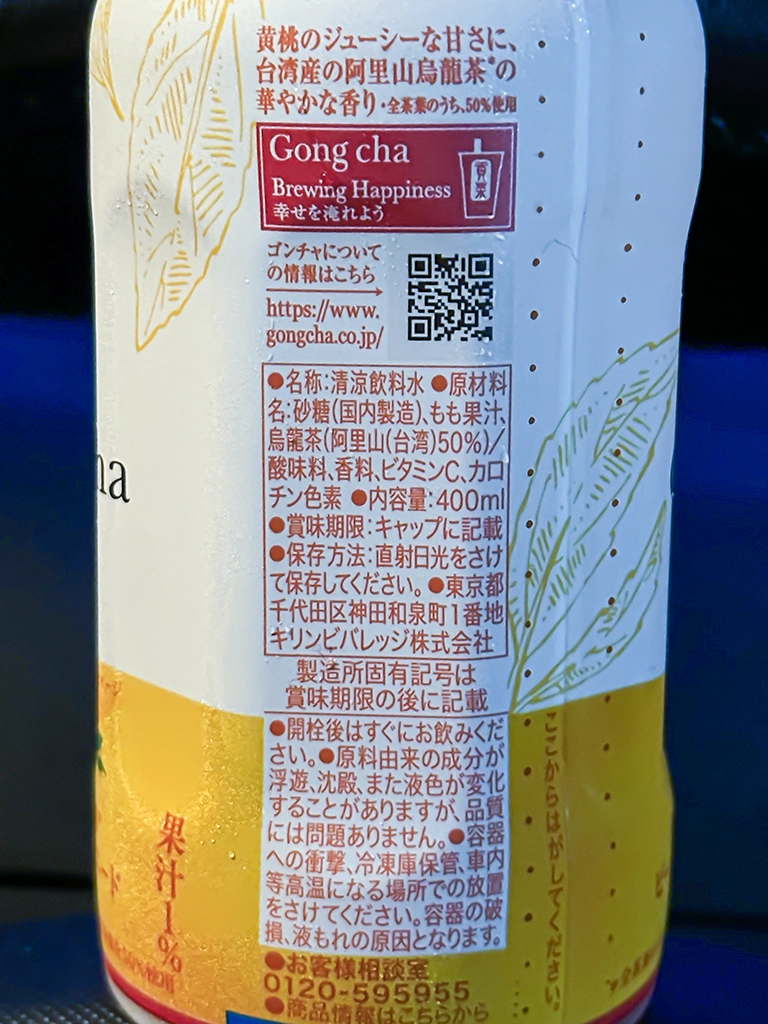 黄桃のジューシーな甘さに、
台湾産の阿里山烏龍茶*の
華やかな香り・全茶葉のうち、50%使用
Gong cha
Brewing Happiness
幸せを淹れよう
貢茶
ゴンチャについて
の情報はこちら
https://www.
gongcha.co.jp/
●名称:清涼飲料水 ●原材料
名:砂糖(国内製造)、もも果汁、
烏龍茶(阿里山(台湾)50%)/
酸味料、香料、ビタミンC、カロ
チン色素 ●内容量:400ml
●賞味期限:キャップに記載
●保存方法:直射日光をさけ
て保存してください。●東京都
千代田区神田和泉町1番地
キリンビバレッジ株式会社
製造所固有記号は
賞味期限の後に記載
●開栓後はすぐにお飲みくだ
さい。●原料由来の成分が
浮遊、沈殿、また液色が変化
することがありますが、品質
には問題ありません。●容器
への衝撃、冷凍庫保管、車内
等高温になる場所での放置
をさけてください。容器の破
損、液もれの原因となります。
●お客様相談室
0120-595955
●商品情報はこちらから
ここからはがしてください。
果汁1%
ha
ード